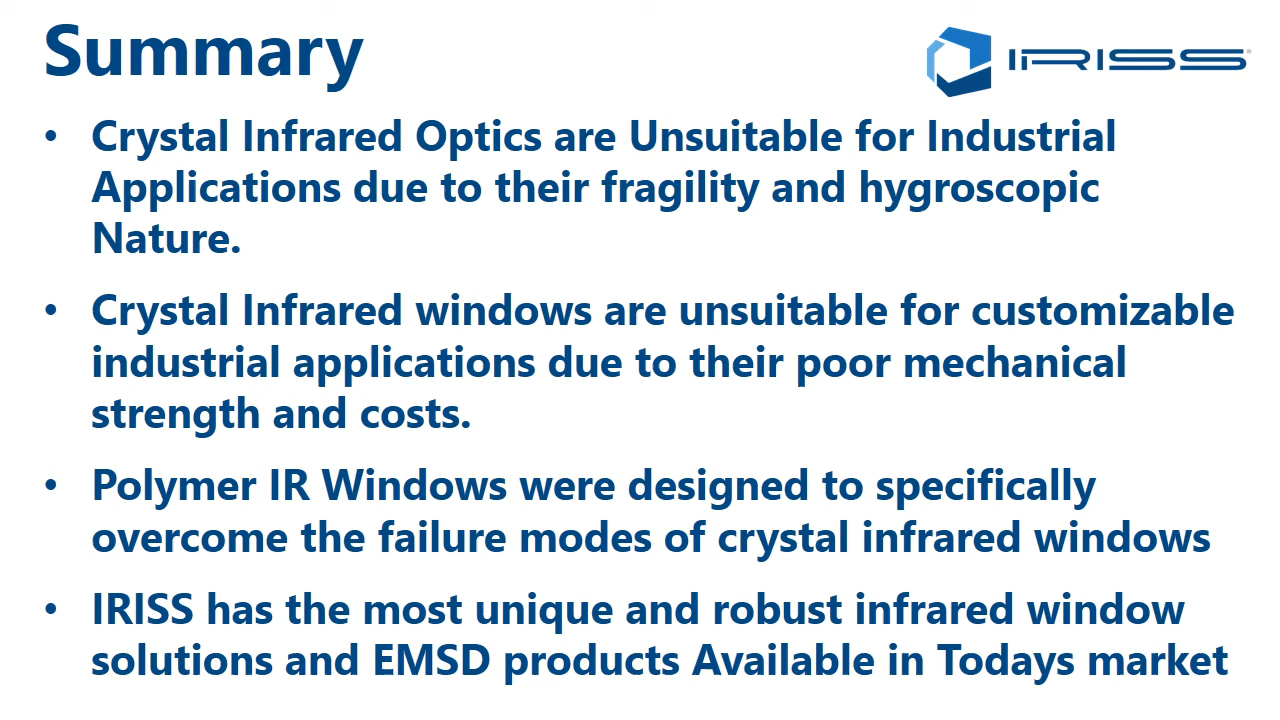 Summary
IRISS
• Crystal Infrared Optics are Unsuitable for Industrial
Applications due to their fragility and hygroscopic
Nature.
• Crystal Infrared windows are unsuitable for customizable
industrial applications due to their poor mechanical
strength and costs.
• Polymer IR Windows were designed to specifically
overcome the failure modes of crystal infrared windows
• IRISS has the most unique and robust infrared window
solutions and EMSD products Available in Todays market